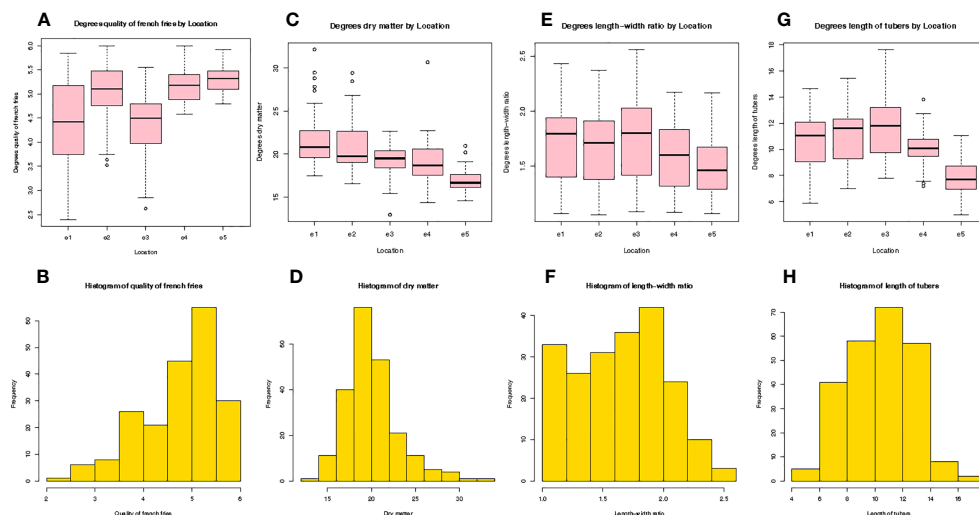 A
Degrees quality of french fries by Location
Degrees quality of french fries
6.0
5.5
5.0
4.5
4.0
3.5
3.0
2.5
e1 e2 e3 e4 e5
Location
C
Degrees dry matter by Location
Degrees dry matter
30
25
20
15
e1 e2 e3 e4 e5
Location
E
Degrees length-width ratio by Location
Degrees length-width ratio
2.5
2.0
1.5
e1 e2 e3 e4 e5
Location
G
Degrees length of tubers by Location
Degrees length of tubers
18
16
14
12
10
8
6
e1 e2 e3 e4 e5
Location
B
Histogram of quality of french fries
Frequency
60
50
40
30
20
10
0
2 3 4 5 6
Quality of french fries
D
Histogram of dry matter
Frequency
60
40
20
0
15 20 25 30
Dry matter
F
Histogram of length-width ratio
Frequency
40
30
20
10
0
1.0 1.5 2.0 2.5
Length-width ratio
H
Histogram of length of tubers
Frequency
70
60
50
40
30
20
10
0
4 6 8 10 12 14 16
Length of tubers